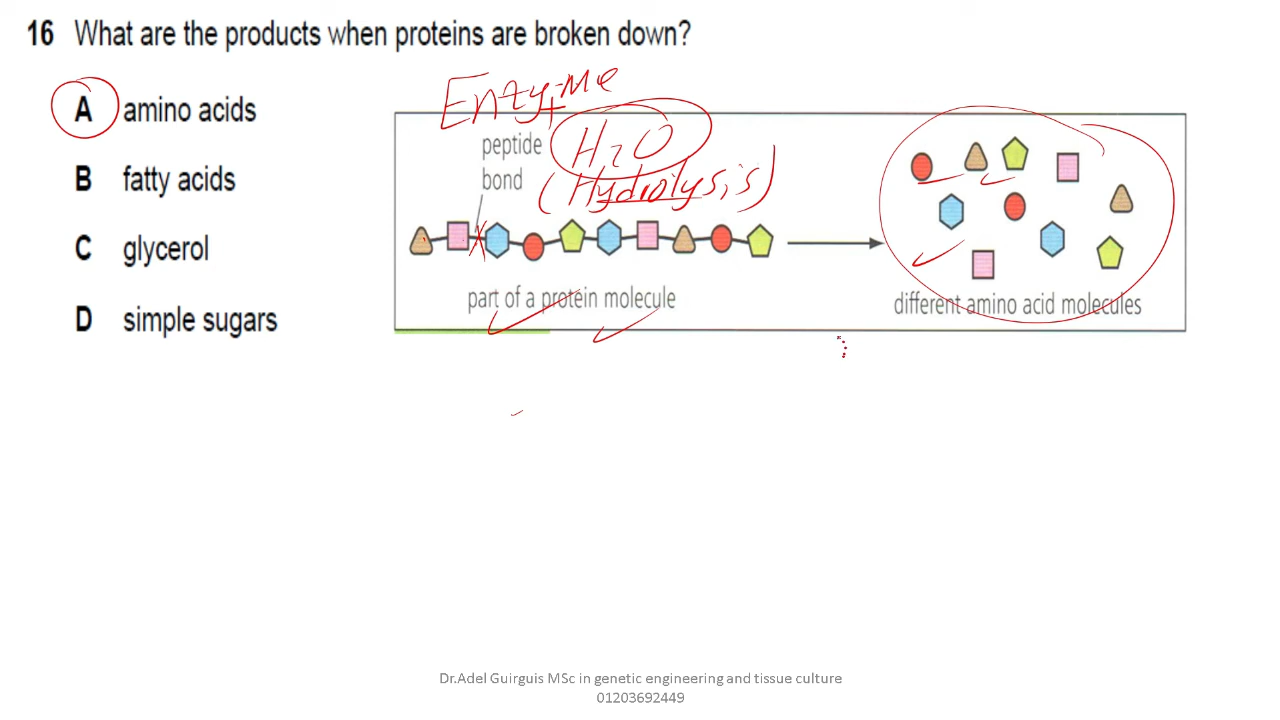 16 What are the products when proteins are broken down?
A amino acids
B fatty acids
C glycerol
D simple sugars
Enzyme
+
H2O
(Hydrolysis)
peptide
bond
part of a protein molecule
different amino acid molecules
Dr.Adel Guirguis MSc in genetic engineering and tissue culture
01203692449